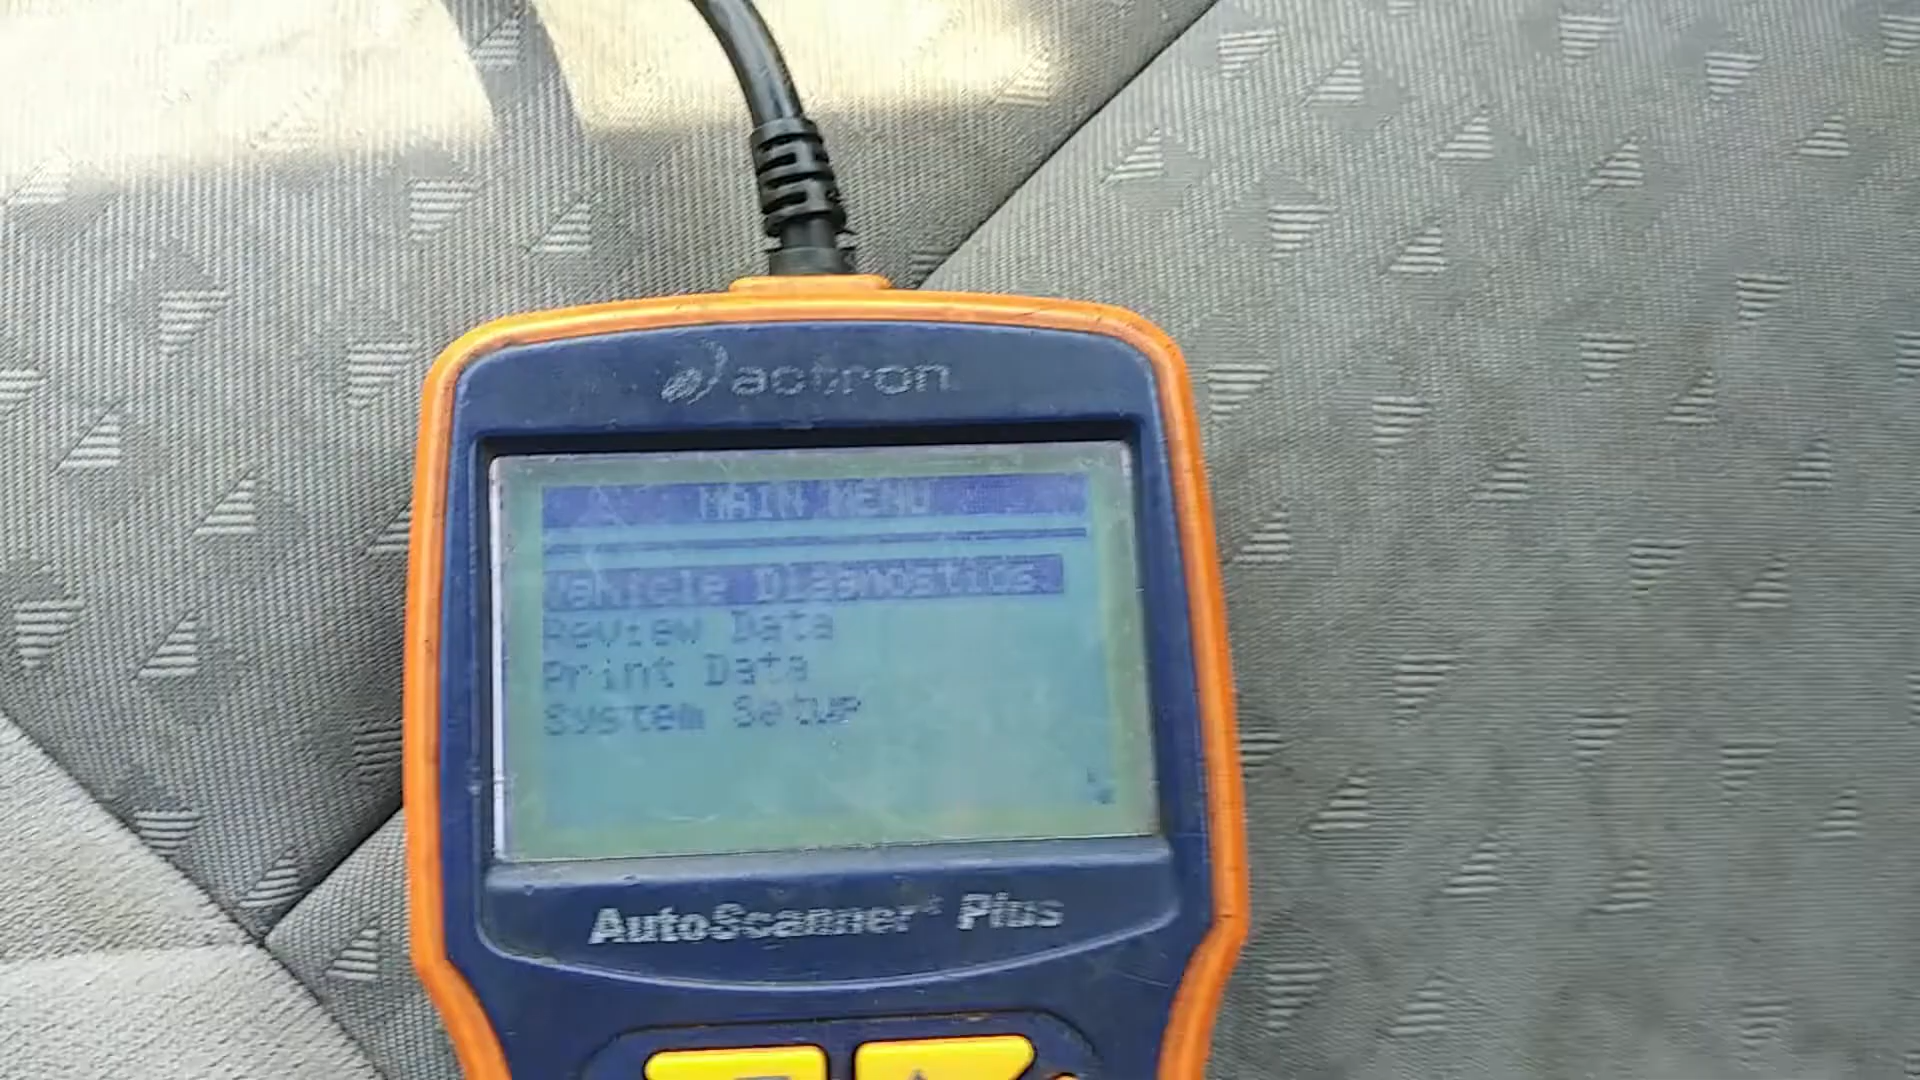 actron
MAIN MENU
Vehicle Diagnostics
Review Data
Print Data
System Setup
AutoScanner Plus